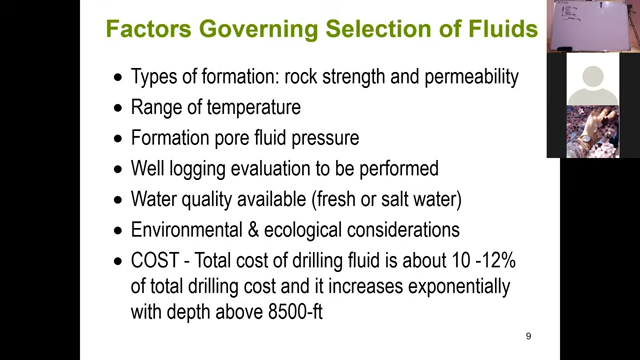 Factors Governing Selection of Fluids
• Types of formation: rock strength and permeability
• Range of temperature
• Formation pore fluid pressure
• Well logging evaluation to be performed
• Water quality available (fresh or salt water)
• Environmental & ecological considerations
• COST - Total cost of drilling fluid is about 10 -12%
of total drilling cost and it increases exponentially
with depth above 8500-ft
9